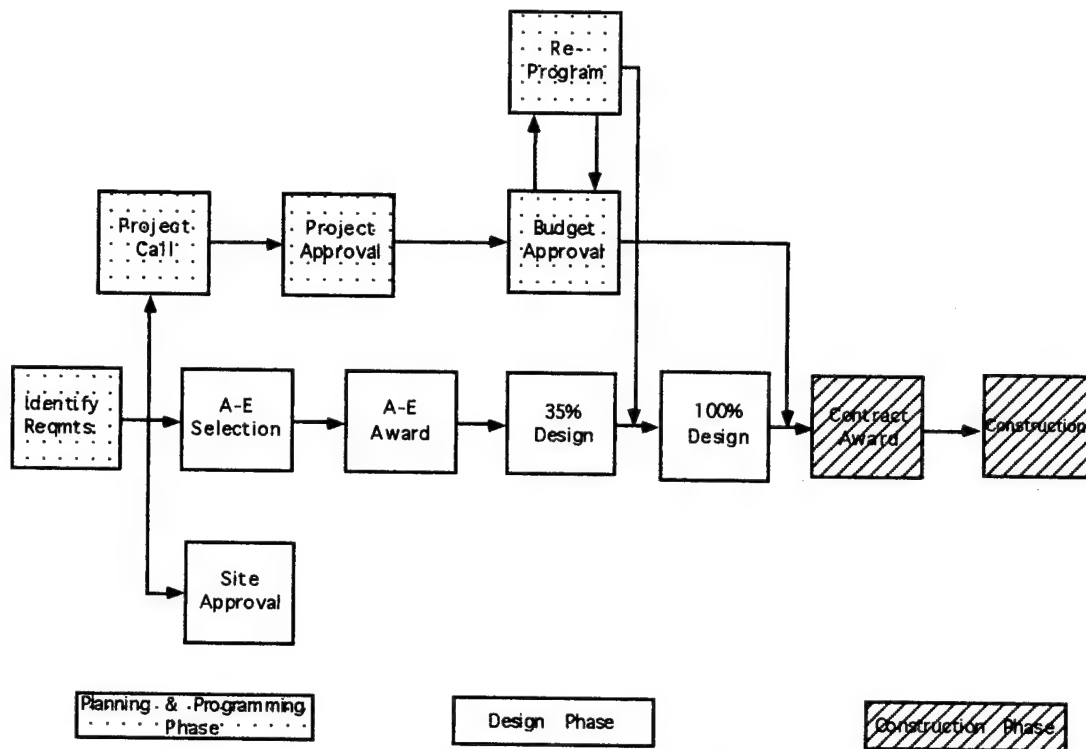 Re-
Program
Project
Call
Project
Approval
Budget
Approval
Identify
Reqmts.
A-E
Selection
A-E
Award
35%
Design
100%
Design
Contract
Award
Construction
Site
Approval
Planning & Programming
Phase
Design Phase
Construction Phase